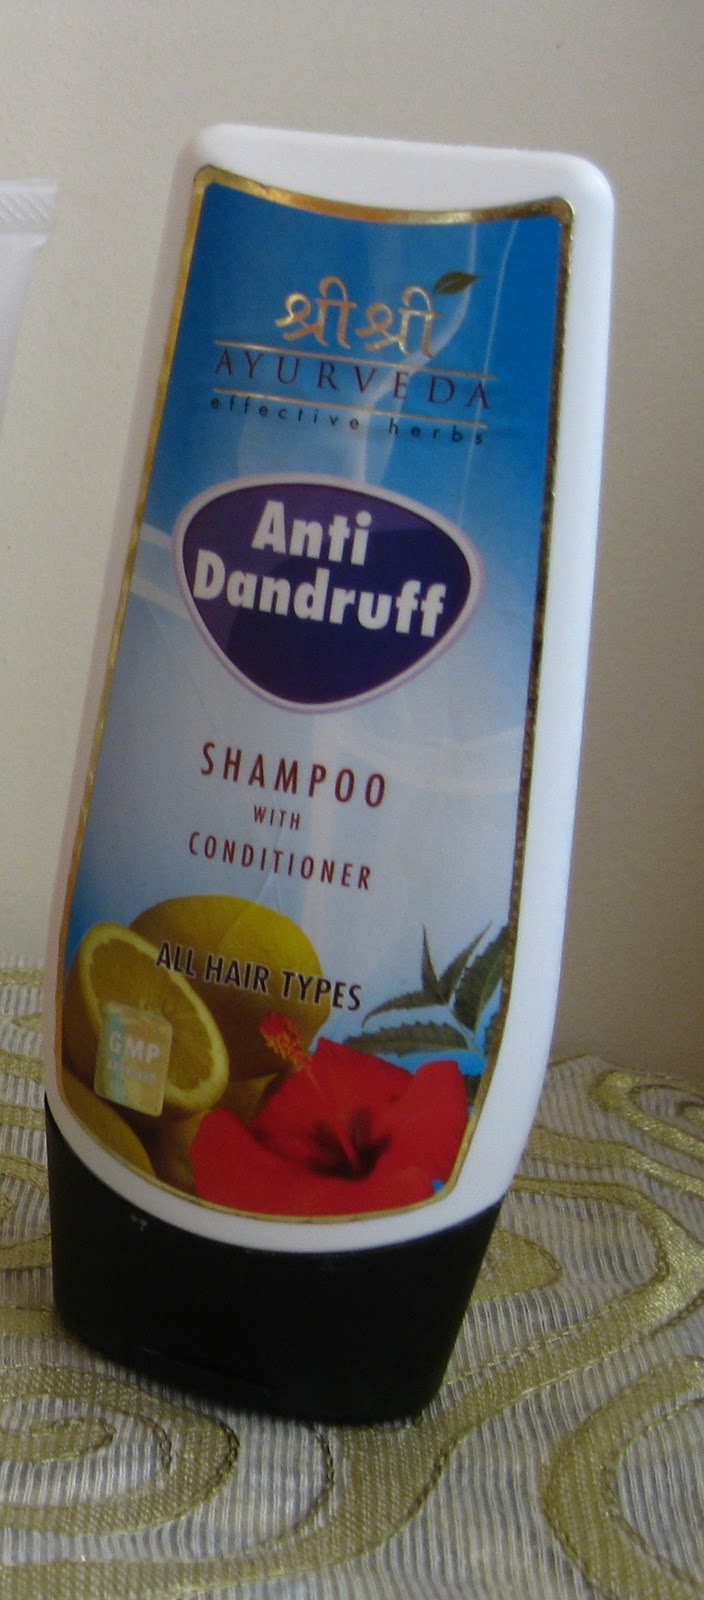 श्री श्री
AYURVEDA
effective herbs
Anti
Dandruff
SHAMPOO
WITH
CONDITIONER
ALL HAIR TYPES
GMP